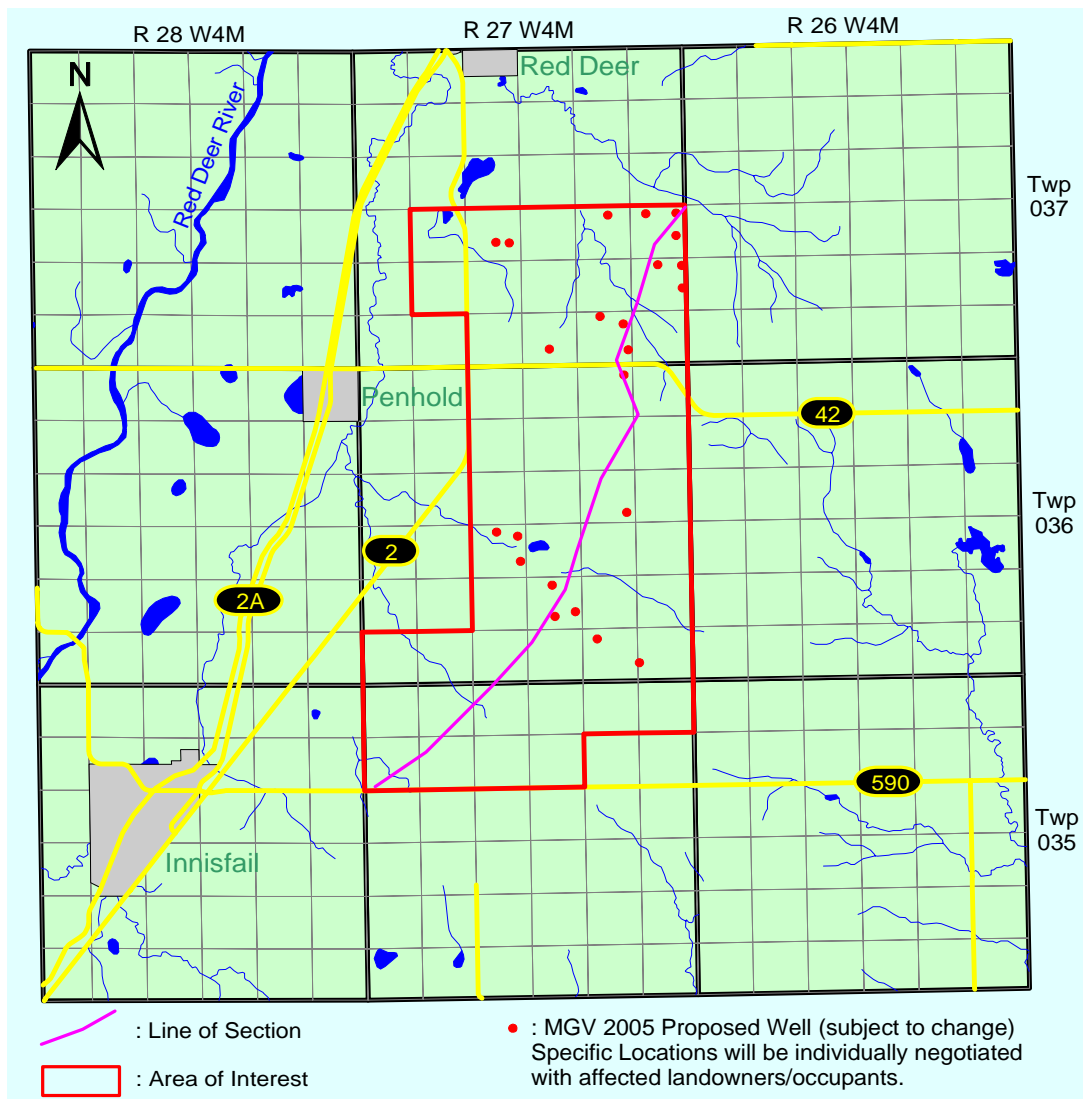 R 28 W4M
R 27 W4M
R 26 W4M
N
Red Deer
Red Deer River
Twp
037
Penhold
42
Twp
036
2
2A
590
Twp
035
Innisfail
: Line of Section
: Area of Interest
: MGV 2005 Proposed Well (subject to change)
Specific Locations will be individually negotiated
with affected landowners/occupants.